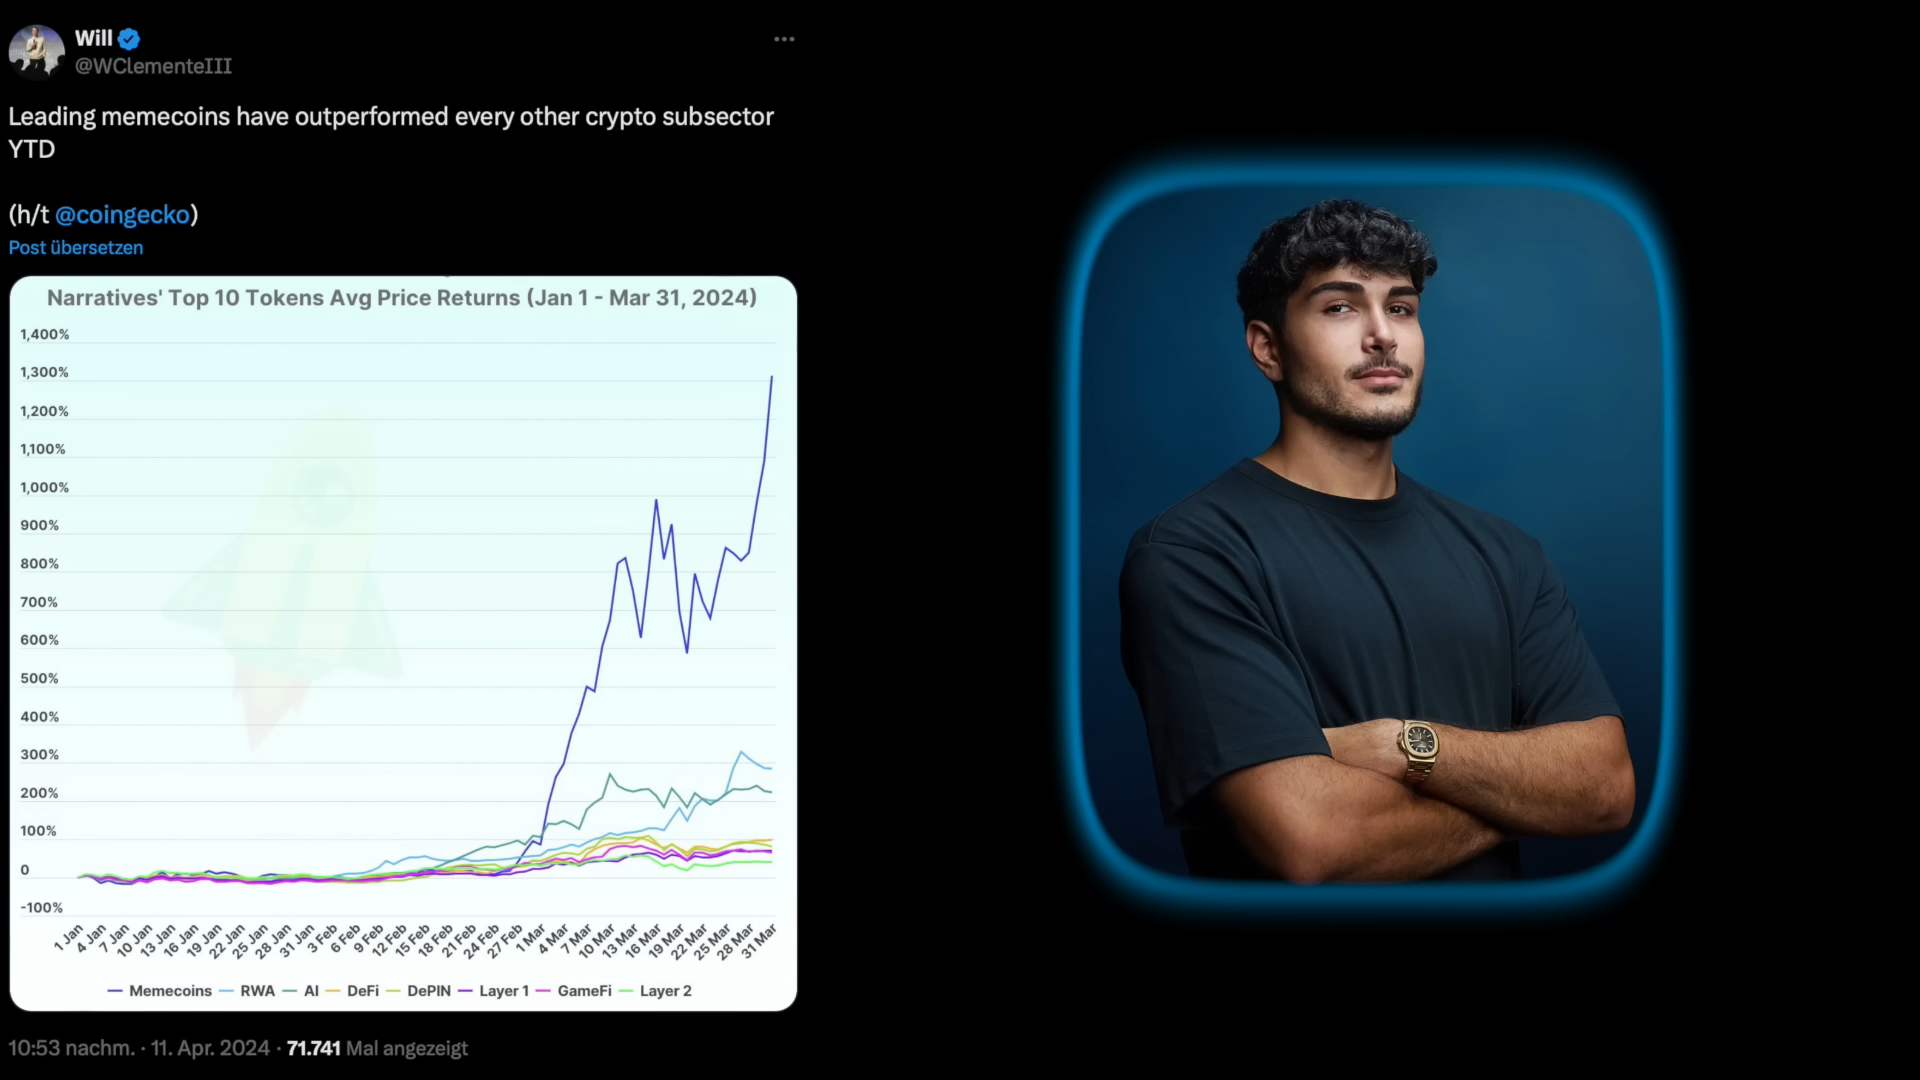 Will
@WClementeIII
Leading memecoins have outperformed every other crypto subsector
YTD
(h/t @coingecko)
Post übersetzen
Narratives' Top 10 Tokens Avg Price Returns (Jan 1 - Mar 31, 2024)
1,400%
1,300%
1,200%
1,100%
1,000%
900%
800%
700%
600%
500%
400%
300%
200%
100%
0
-100%
1 Jan 4 Jan 7 Jan 10 Jan 13 Jan 16 Jan 19 Jan 22 Jan 25 Jan 28 Jan 31 Jan 3 Feb 6 Feb 9 Feb 12 Feb 15 Feb 18 Feb 21 Feb 24 Feb 27 Feb 1 Mar 4 Mar 7 Mar 10 Mar 13 Mar 16 Mar 19 Mar 22 Mar 25 Mar 28 Mar 31 Mar
Memecoins RWA AI DeFi DePIN Layer 1 GameFi Layer 2
10:53 nachm. · 11. Apr. 2024 · 71.741 Mal angezeigt